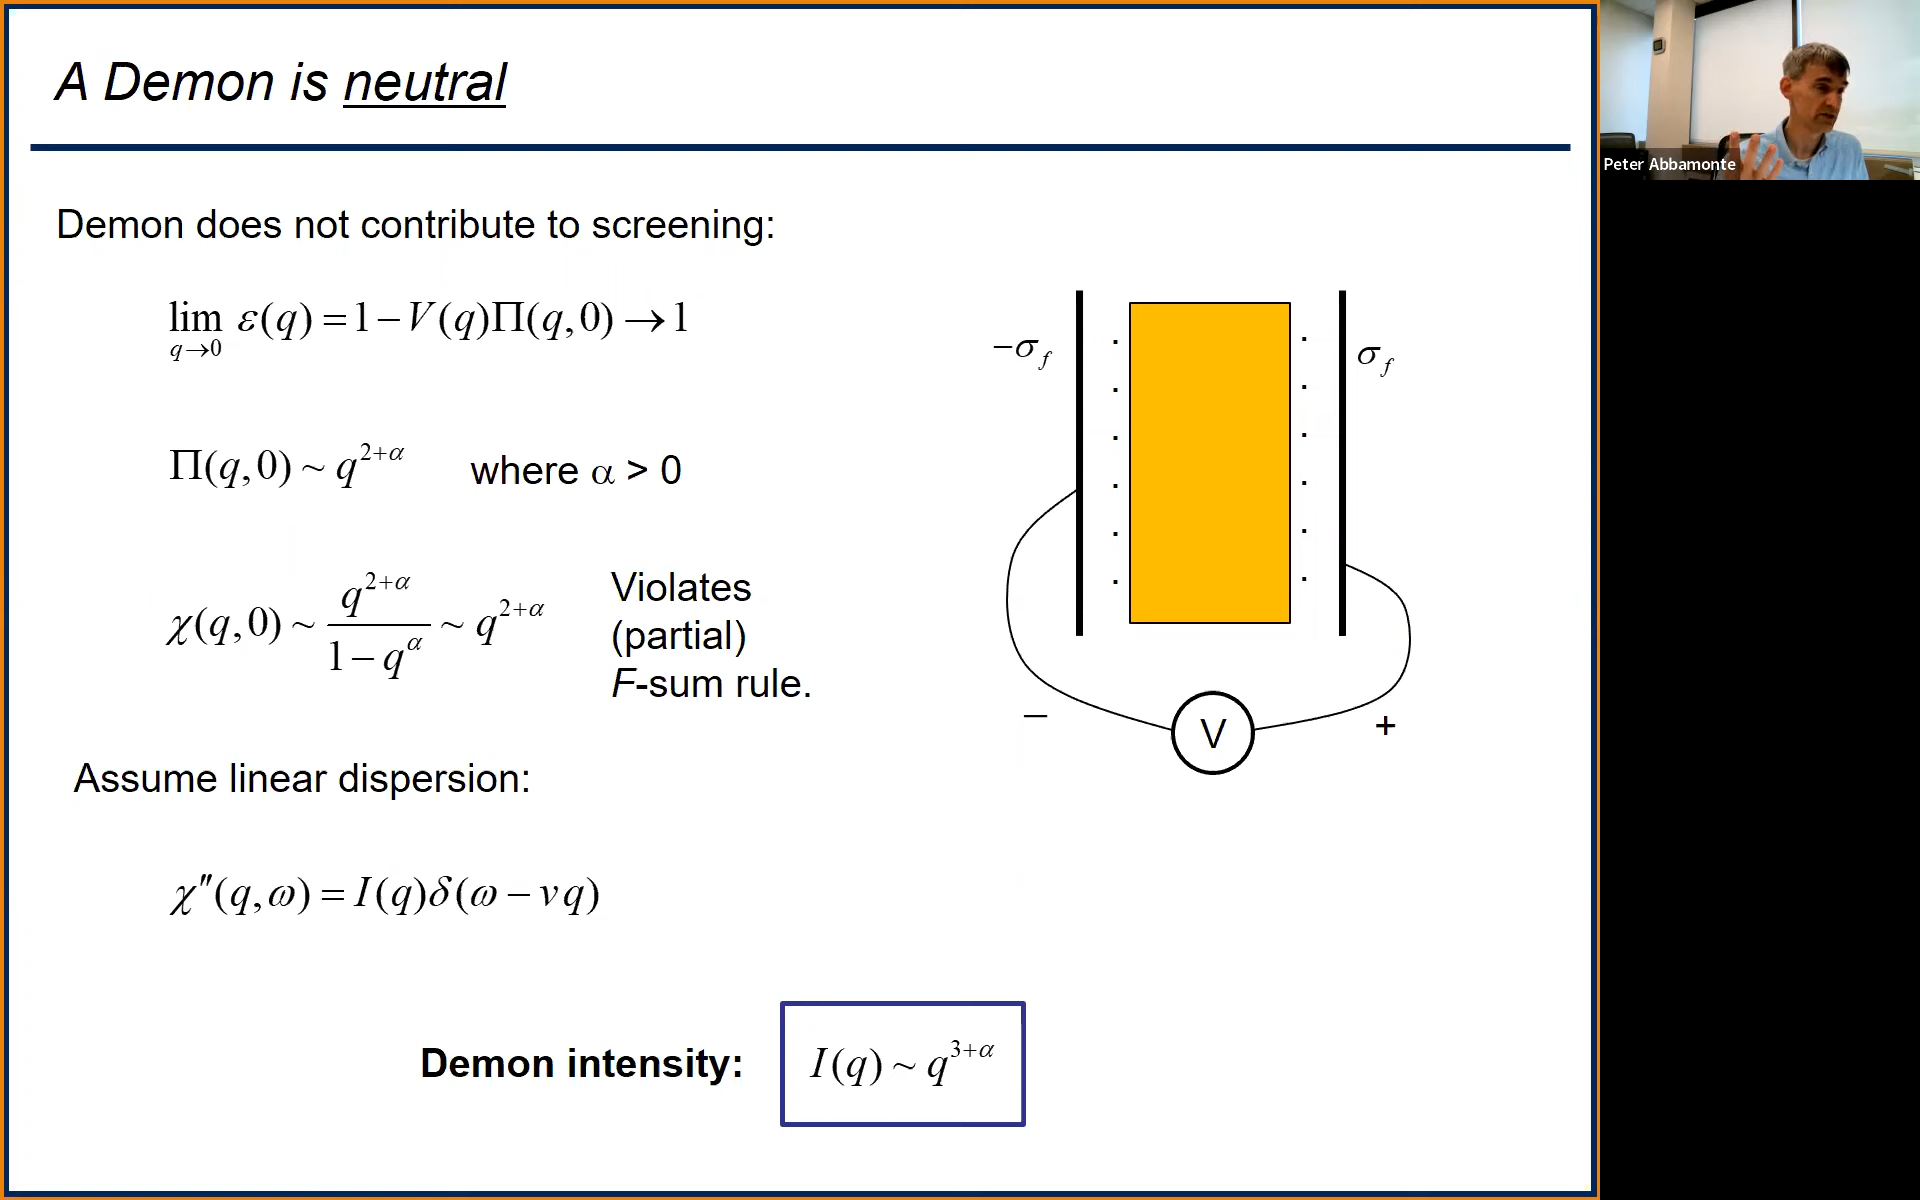 A Demon is neutral
Demon does not contribute to screening:
lim ε(q) = 1 − V(q)Π(q,0) → 1
q→0
Π(q,0) ~ q^{2+α} where α > 0
χ(q,0) ~ \frac{q^{2+α}}{1 − q^{α}} ~ q^{2+α}
Violates
(partial)
F-sum rule.
Assume linear dispersion:
χ″(q,ω) = I(q)δ(ω − vq)
Demon intensity: I(q) ~ q^{3+α}
−σ_f
σ_f
−
V
+
Peter Abbamonte